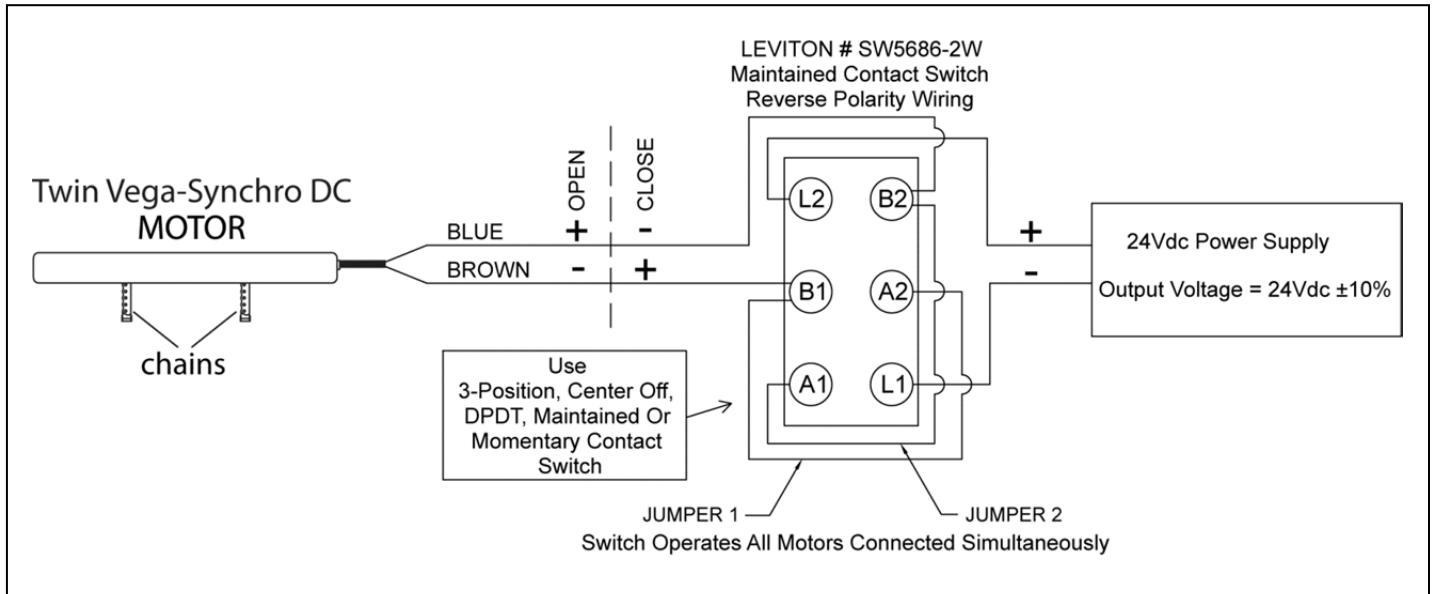 LEVITON # SW5686-2W
Maintained Contact Switch
Reverse Polarity Wiring
OPEN
CLOSE
Twin Vega-Synchro DC
MOTOR
BLUE
+
-
BROWN
-
+
chains
L2
B2
B1
A2
A1
L1
+
-
24Vdc Power Supply
Output Voltage = 24Vdc ±10%
Use
3-Position, Center Off,
DPDT, Maintained Or
Momentary Contact
Switch
JUMPER 1
JUMPER 2
Switch Operates All Motors Connected Simultaneously